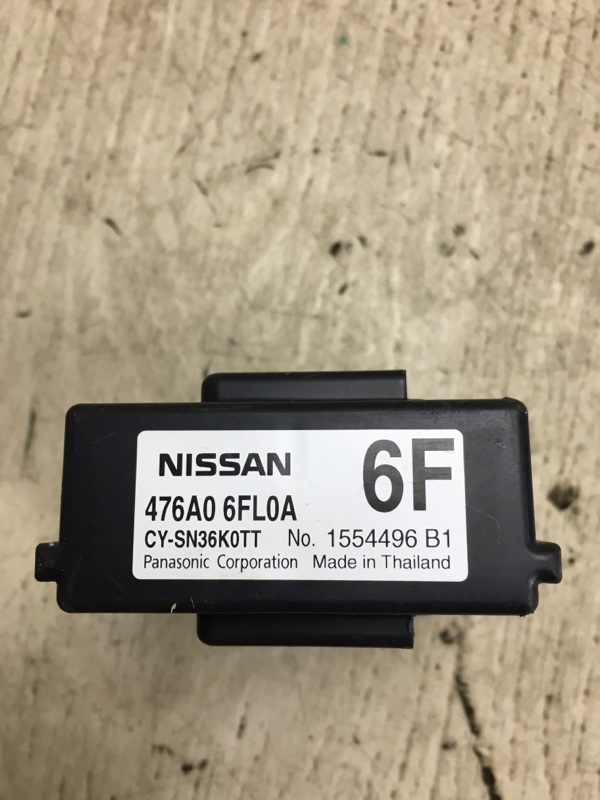 NISSAN 6F
476A0 6FL0A
CY-SN36K0TT No. 1554496 B1
Panasonic Corporation Made in Thailand